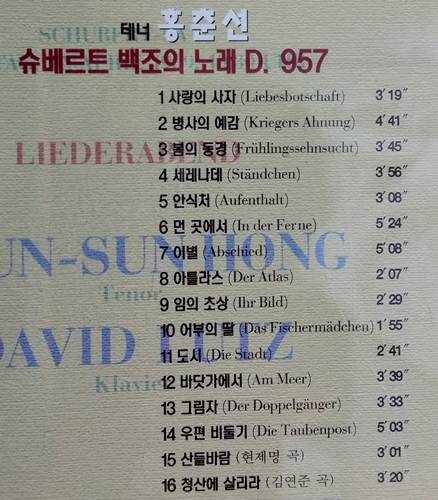 테너 홍춘선
슈베르트 백조의 노래 D. 957
LIEDERABEND
UN-SUN HONG
Tenor
DAVID LUTZ
Klavier
1 사랑의 사자 (Liebesbotschaft) 3´19˝
2 병사의 예감 (Kriegers Ahnung) 4´41˝
3 봄의 동경 (Frühlingssehnsucht) 3´45˝
4 세레나데 (Ständchen) 3´56˝
5 안식처 (Aufenthalt) 3´08˝
6 먼 곳에서 (In der Ferne) 5´24˝
7 이별 (Abschied) 5´08˝
8 아틀라스 (Der Atlas) 2´07˝
9 임의 초상 (Ihr Bild) 2´29˝
10 어부의 딸 (Das Fischermädchen) 1´55˝
11 도시 (Die Stadt) 2´41˝
12 바닷가에서 (Am Meer) 3´39˝
13 그림자 (Der Doppelgänger) 3´33˝
14 우편 비둘기 (Die Taubenpost) 5´03˝
15 산들바람 (현제명 곡) 3´01˝
16 청산에 살리라 (김연준 곡) 3´20˝